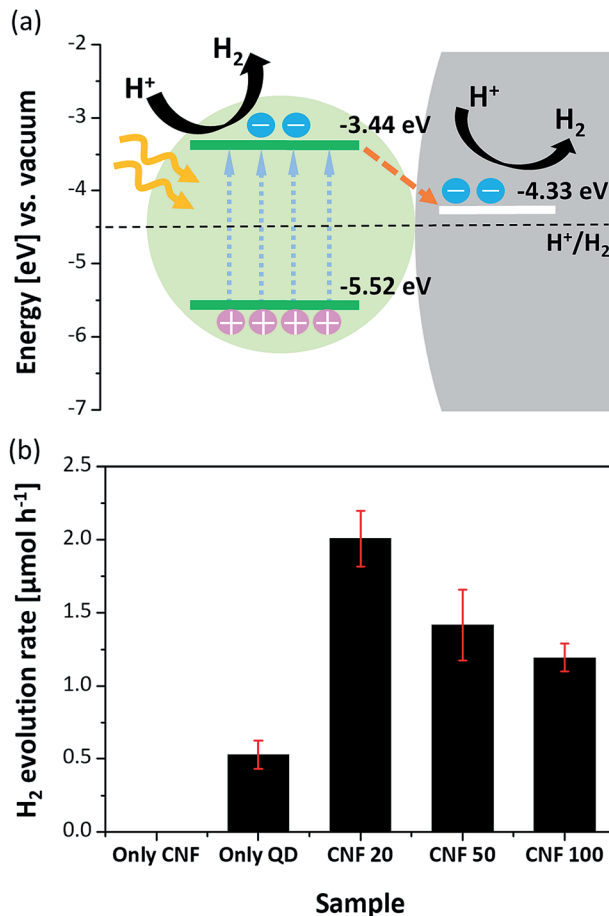 (a)
Energy [eV] vs. vacuum
-2
-3
-4
-5
-6
-7
H⁺
H₂
-3.44 eV
-5.52 eV
H⁺
H₂
-4.33 eV
H⁺/H₂
(b)
H₂ evolution rate [µmol h⁻¹]
2.5
2.0
1.5
1.0
0.5
0.0
Only CNF Only QD CNF 20 CNF 50 CNF 100
Sample